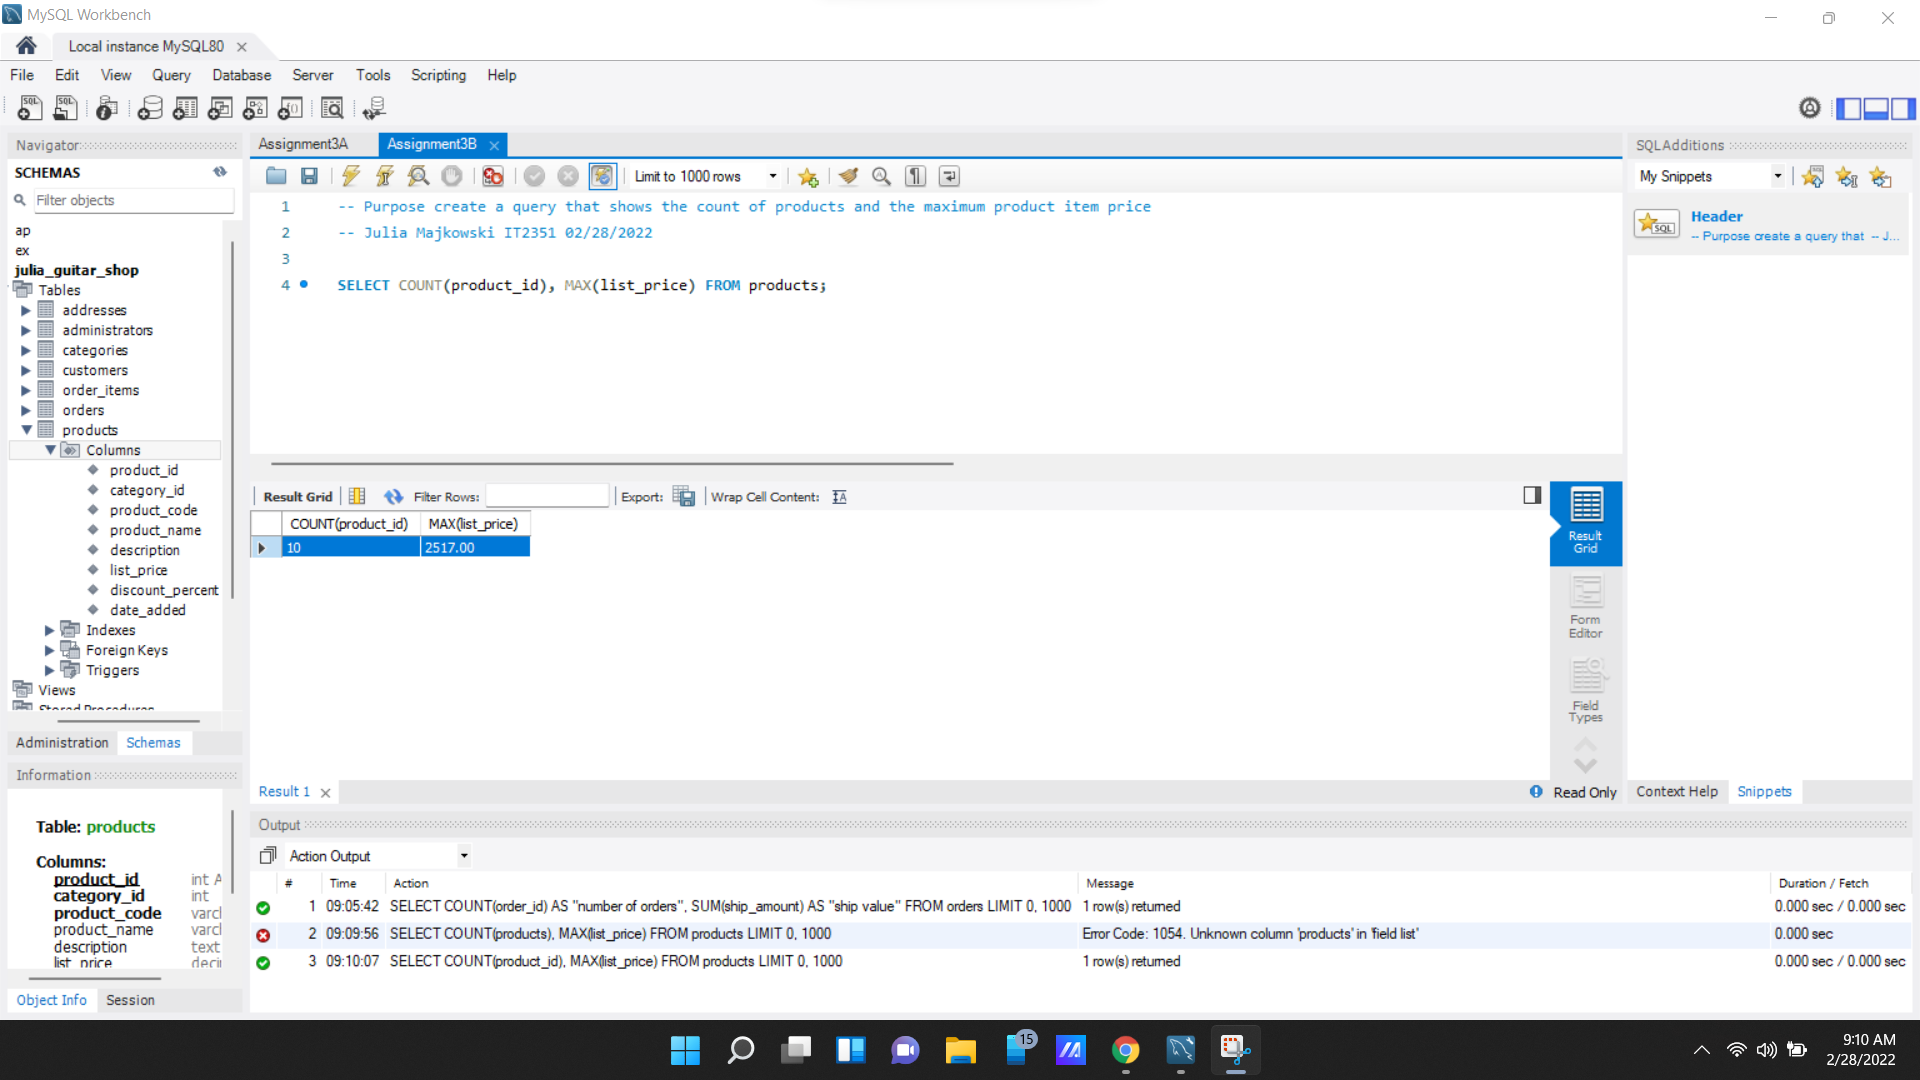 MySQL Workbench
Local instance MySQL80
File Edit View Query Database Server Tools Scripting Help
Navigator
SCHEMAS
Filter objects
ap
ex
julia_guitar_shop
Tables
addresses
administrators
categories
customers
order_items
orders
products
Columns
product_id
category_id
product_code
product_name
description
list_price
discount_percent
date_added
Indexes
Foreign Keys
Triggers
Views
Stored Procedures
Administration Schemas
Information
Table: products
Columns:
product_id int A
category_id int
product_code varcl
product_name varcl
description text
list_price deci
Object Info Session
Assignment3A Assignment3B
Limit to 1000 rows
1 -- Purpose create a query that shows the count of products and the maximum product item price
2 -- Julia Majkowski IT2351 02/28/2022
3
4 SELECT COUNT(product_id), MAX(list_price) FROM products;
Result Grid Filter Rows: Export: Wrap Cell Content:
COUNT(product_id) MAX(list_price)
10 2517.00
Result
Grid
Form
Editor
Field
Types
Result 1 Read Only
SQLAdditions
My Snippets
SQL
Header
-- Purpose create a query that -- J...
Context Help Snippets
Output
Action Output
# Time Action Message Duration / Fetch
1 09:05:42 SELECT COUNT(order_id) AS "number of orders", SUM(ship_amount) AS "ship value" FROM orders LIMIT 0, 1000 1 row(s) returned 0.000 sec / 0.000 sec
2 09:09:56 SELECT COUNT(products), MAX(list_price) FROM products LIMIT 0, 1000 Error Code: 1054. Unknown column 'products' in 'field list' 0.000 sec
3 09:10:07 SELECT COUNT(product_id), MAX(list_price) FROM products LIMIT 0, 1000 1 row(s) returned 0.000 sec / 0.000 sec
15
9:10 AM
2/28/2022